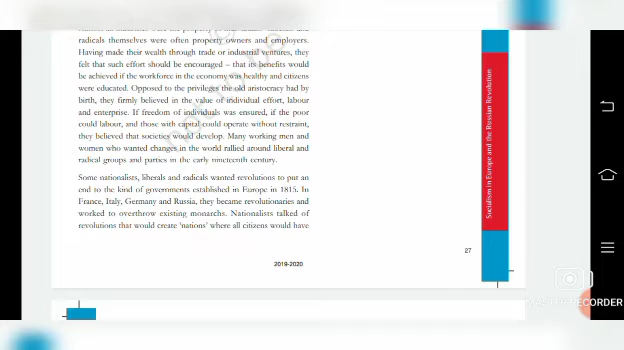 radicals themselves were often property owners and employers.
Having made their wealth through trade or industrial ventures, they
felt that such effort should be encouraged – that its benefits would
be achieved if the workforce in the economy was healthy and citizens
were educated. Opposed to the privileges the old aristocracy had by
birth, they firmly believed in the value of individual effort, labour
and enterprise. If freedom of individuals was ensured, if the poor
could labour, and those with capital could operate without restraint,
they believed that societies would develop. Many working men and
women who wanted changes in the world rallied around liberal and
radical groups and parties in the early nineteenth century.
Some nationalists, liberals and radicals wanted revolutions to put an
end to the kind of governments established in Europe in 1815. In
France, Italy, Germany and Russia, they became revolutionaries and
worked to overthrow existing monarchs. Nationalists talked of
revolutions that would create ‘nations’ where all citizens would have
Socialism in Europe and the Russian Revolution
27
2019-2020
RECORDER